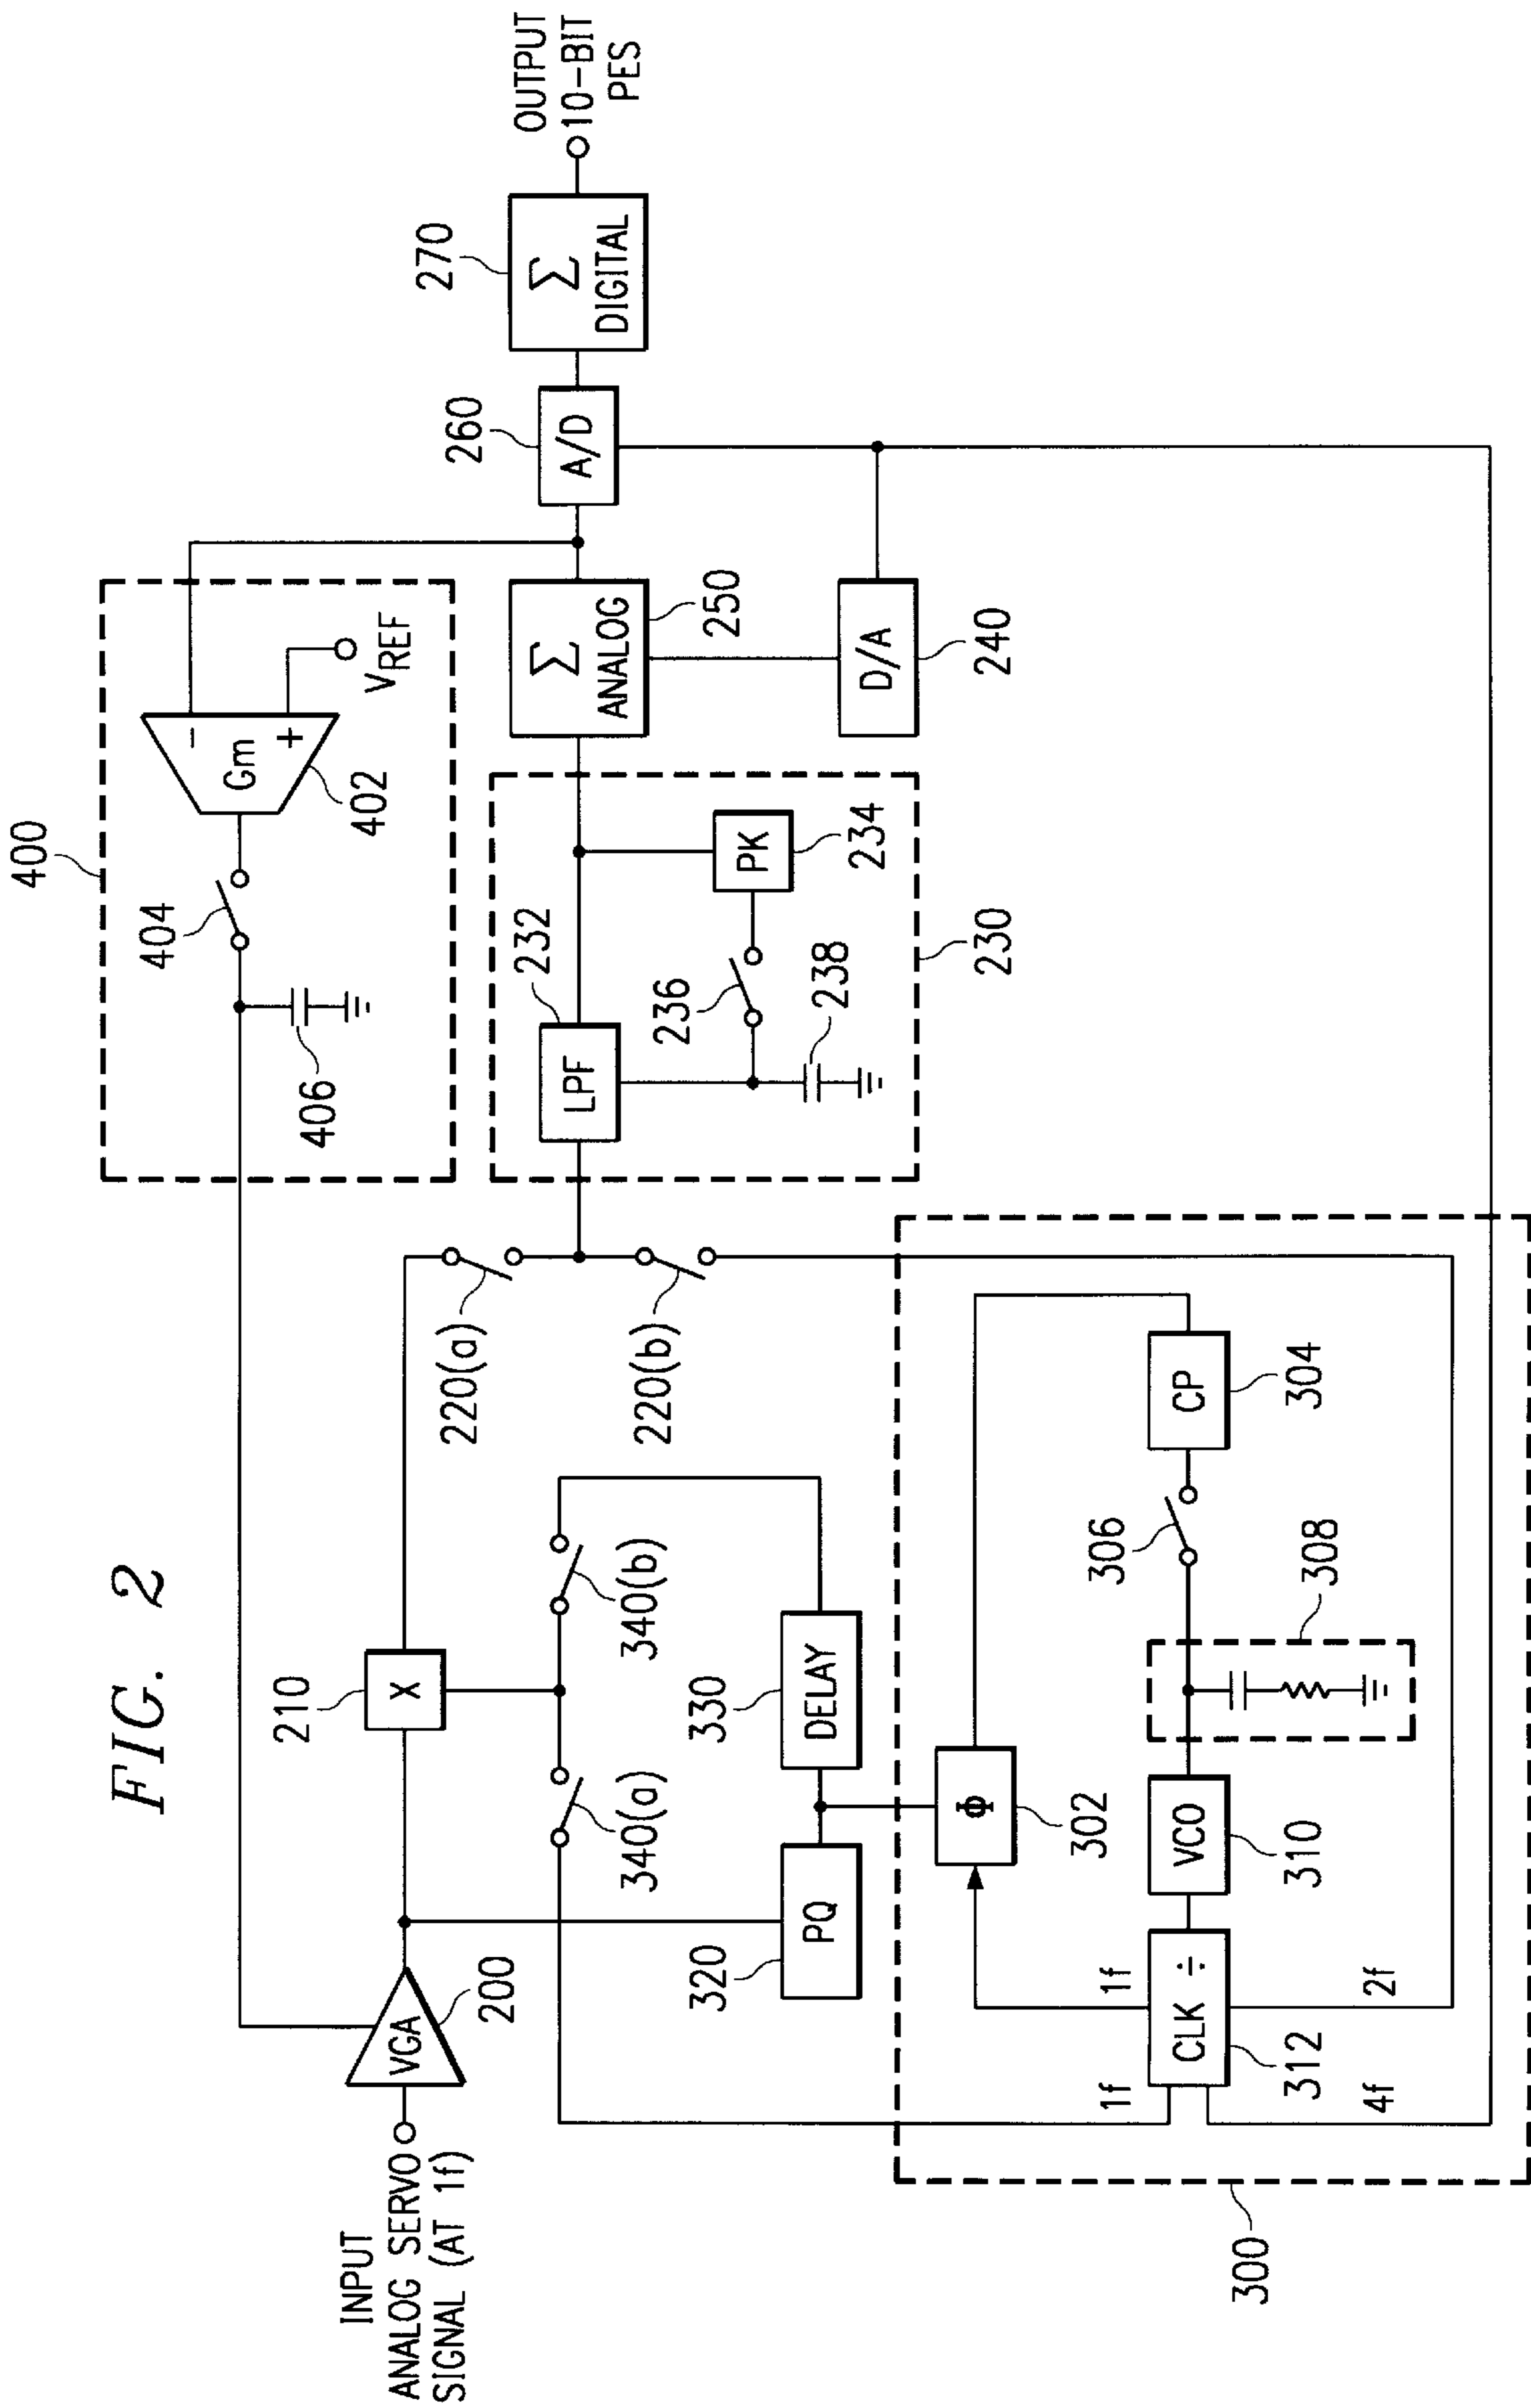 FIG. 2
INPUT
ANALOG SERVO
SIGNAL (AT 1f)
VGA
200
210
X
340(a)
340(b)
320
PQ
330
DELAY
220(a)
220(b)
400
404
406
Gm
-
+
402
VREF
232
LPF
236
238
PK
234
230
Σ
ANALOG
250
D/A
240
260
A/D
270
Σ
DIGITAL
OUTPUT
10-BIT
PES
300
Φ
302
1f
1f
CLK ÷
312
4f
2f
VCO
310
308
306
CP
304